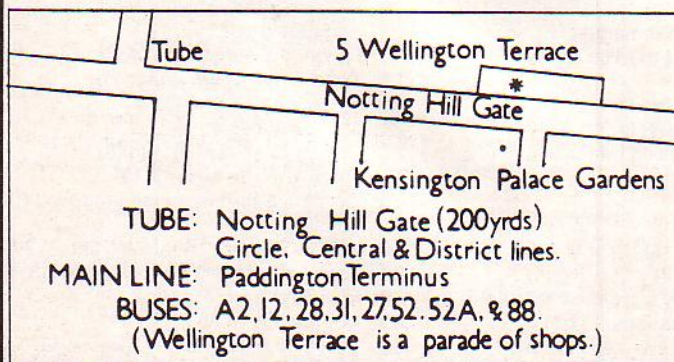 Tube
5 Wellington Terrace
*
Notting Hill Gate
Kensington Palace Gardens
TUBE: Notting Hill Gate (200yrds)
Circle. Central & District lines.
MAIN LINE: Paddington Terminus
BUSES: A2, 12, 28, 31, 27. 52. 52A, & 88.
(Wellington Terrace is a parade of shops.)